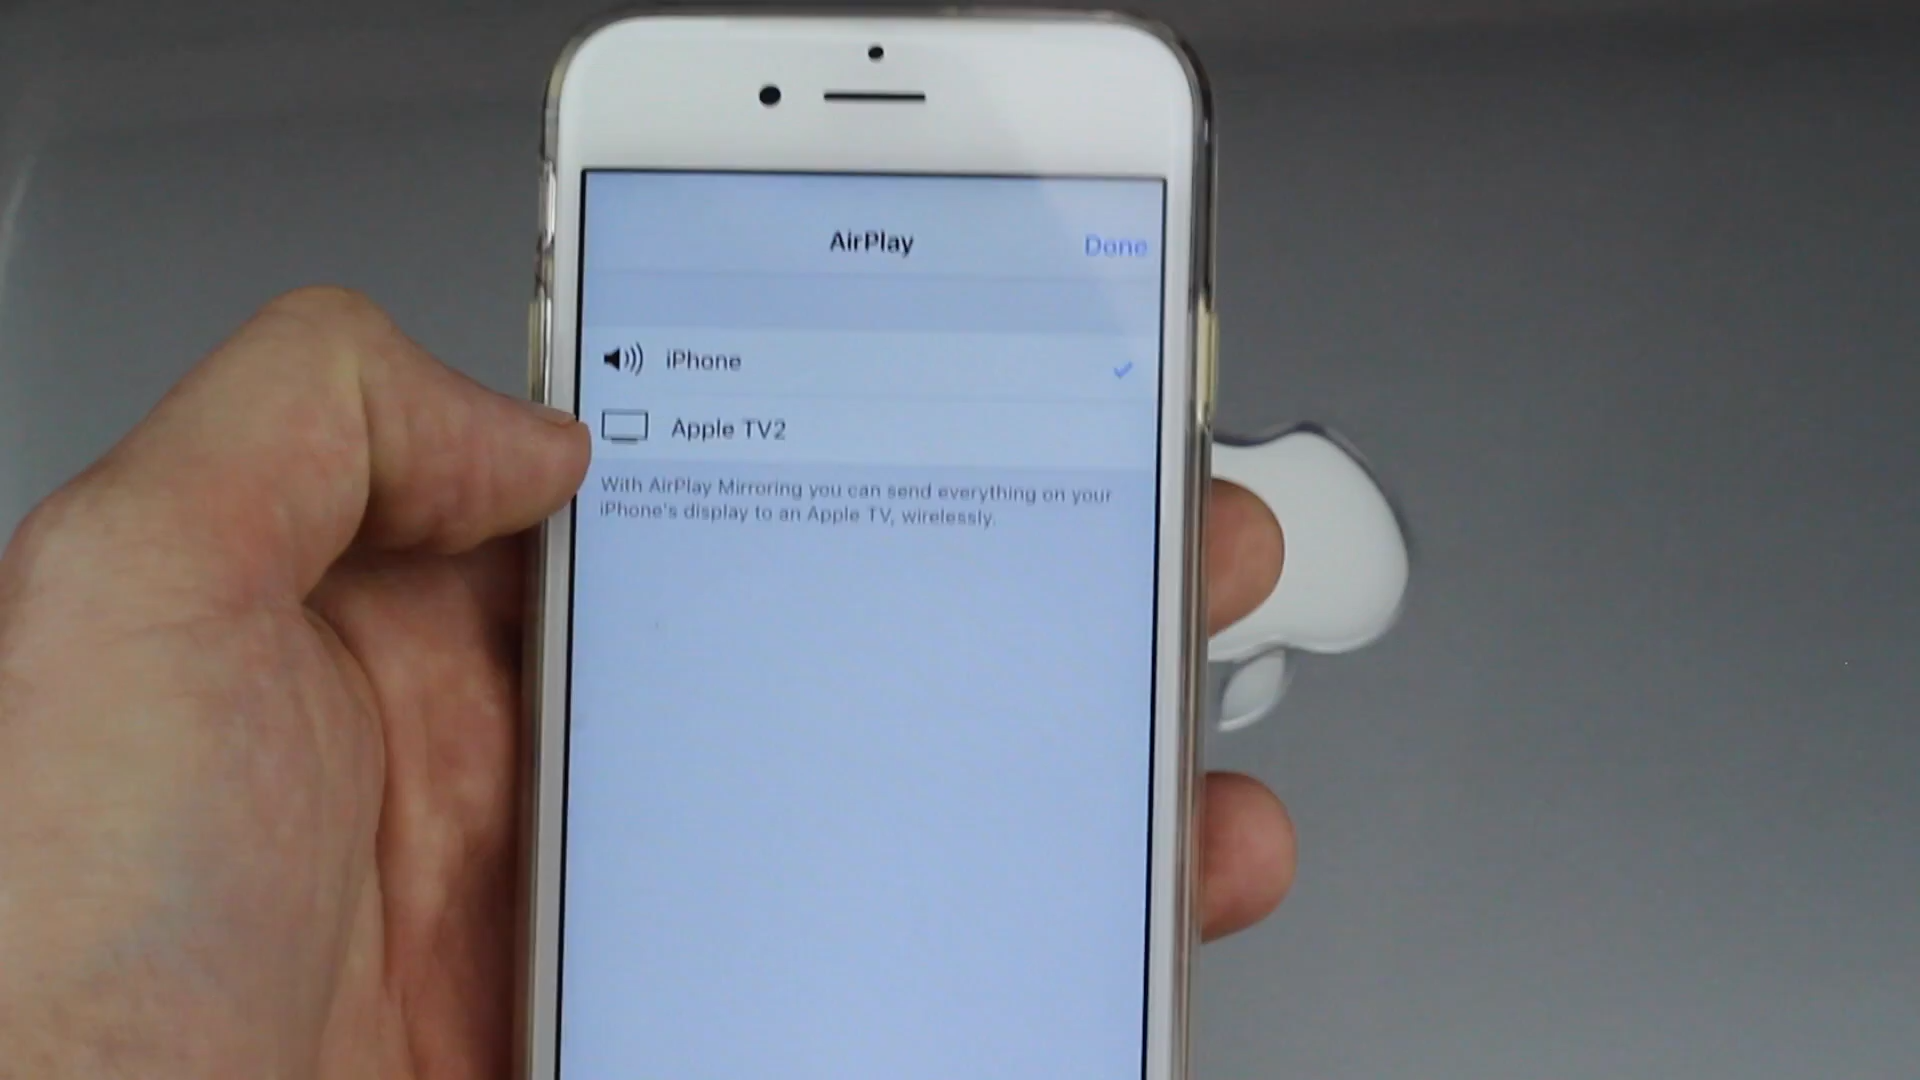 AirPlay
Done
iPhone
Apple TV2
With AirPlay Mirroring you can send everything on your
iPhone's display to an Apple TV, wirelessly.